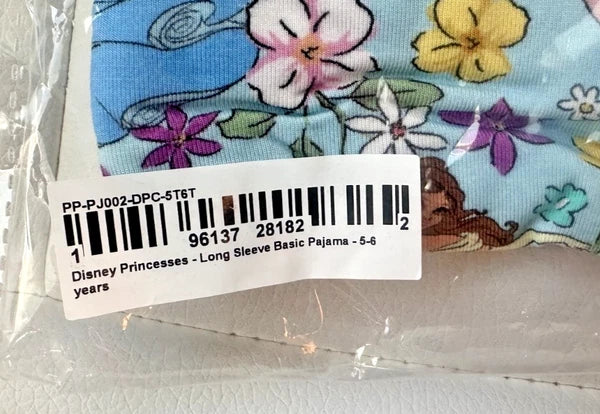 PP-PJ002-DPC-5T6T
1 96137 28182 2
Disney Princesses - Long Sleeve Basic Pajama - 5-6
years